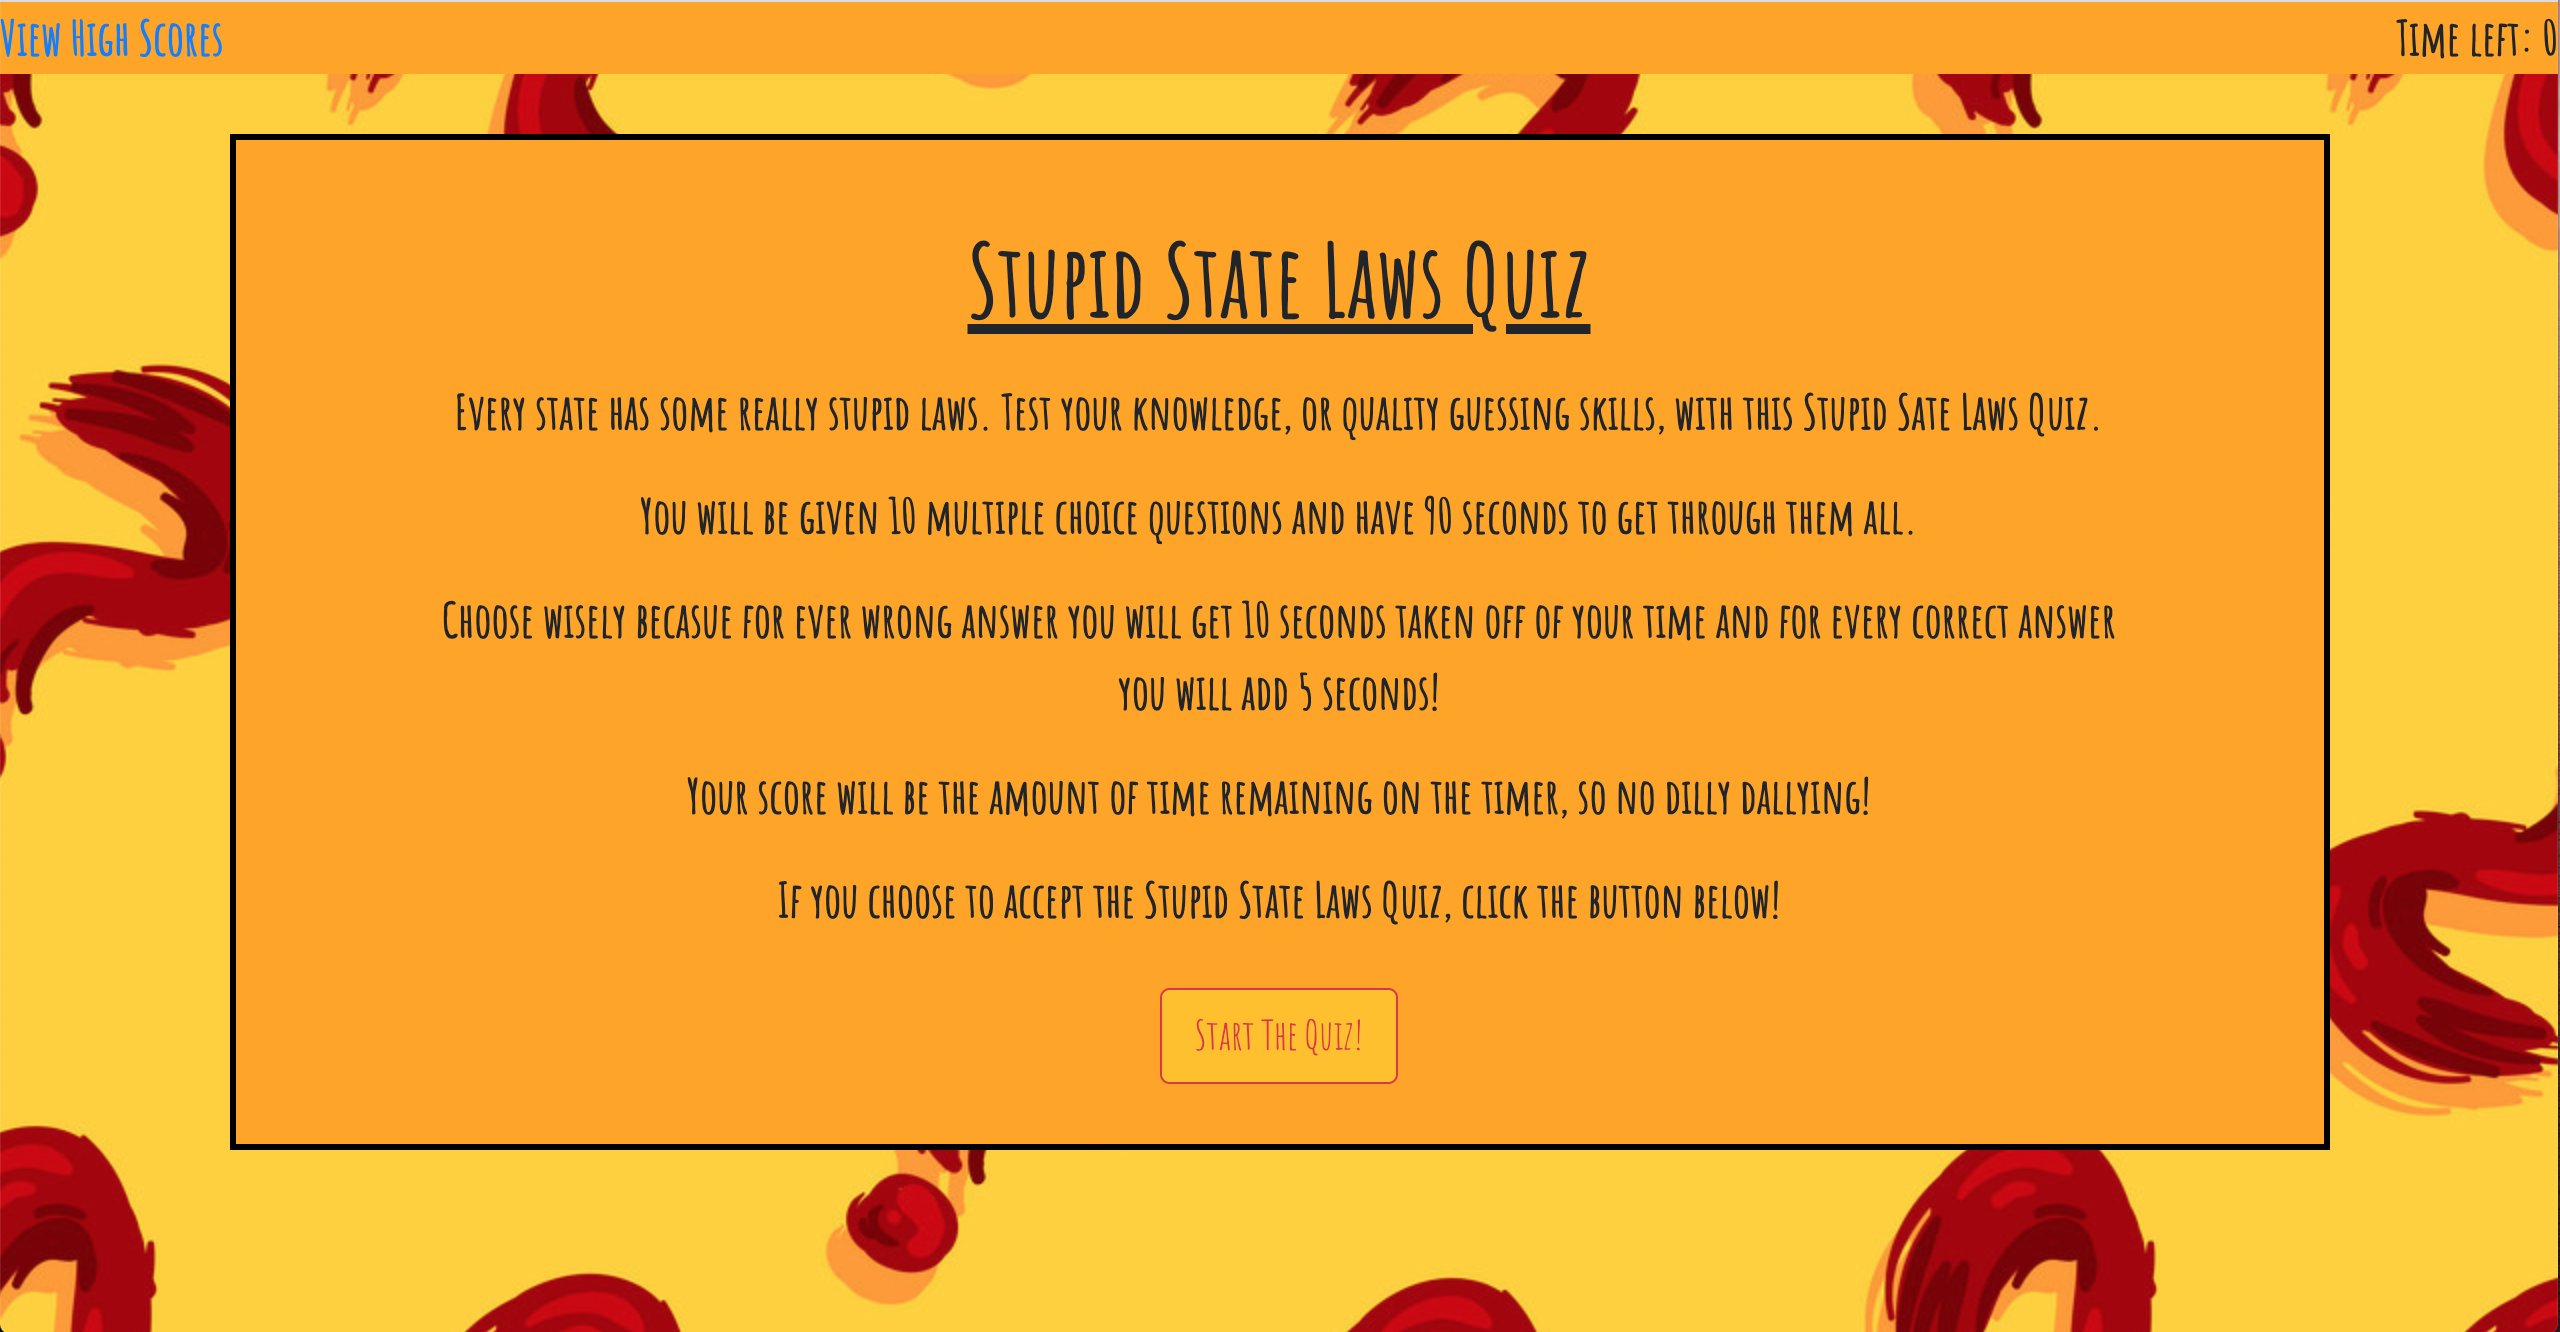 View High Scores
Time left: 0
Stupid State Laws Quiz
Every state has some really stupid laws. Test your knowledge, or quality guessing skills, with this Stupid Sate Laws Quiz.
You will be given 10 multiple choice questions and have 90 seconds to get through them all.
Choose wisely becasue for ever wrong answer you will get 10 seconds taken off of your time and for every correct answer
you will add 5 seconds!
Your score will be the amount of time remaining on the timer, so no dilly dallying!
If you choose to accept the Stupid State Laws Quiz, click the button below!
Start The Quiz!